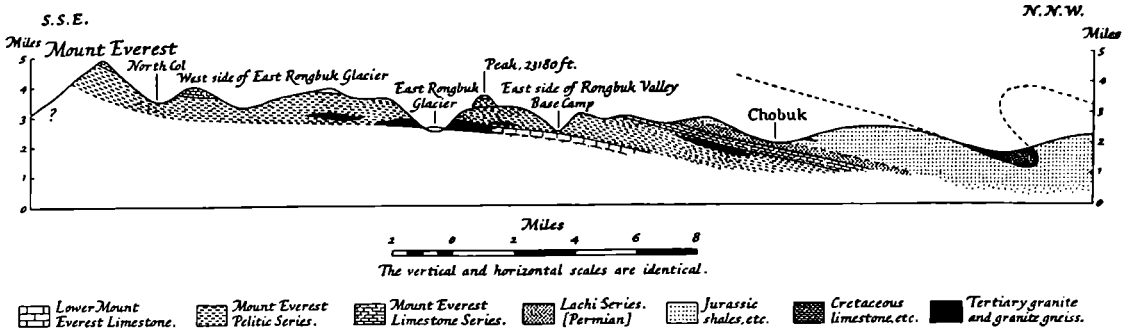 S.S.E.
N.N.W.
Miles
Mount Everest
Miles
North Col
West side of East Rongbuk Glacier
East Rongbuk
Glacier
Peak, 23180 ft.
East side of Rongbuk Valley
Base Camp
Chobuk
5
4
3
2
1
0
?
5
4
3
2
1
0
Miles
2 0 2 4 6 8
The vertical and horizontal scales are identical.
Lower Mount
Everest Limestone.
Mount Everest
Pelitic Series.
Mount Everest
Limestone Series.
Lachi Series.
[Permian]
Jurassic
shales, etc.
Cretaceous
limestone, etc.
Tertiary granite
and granite gneiss.